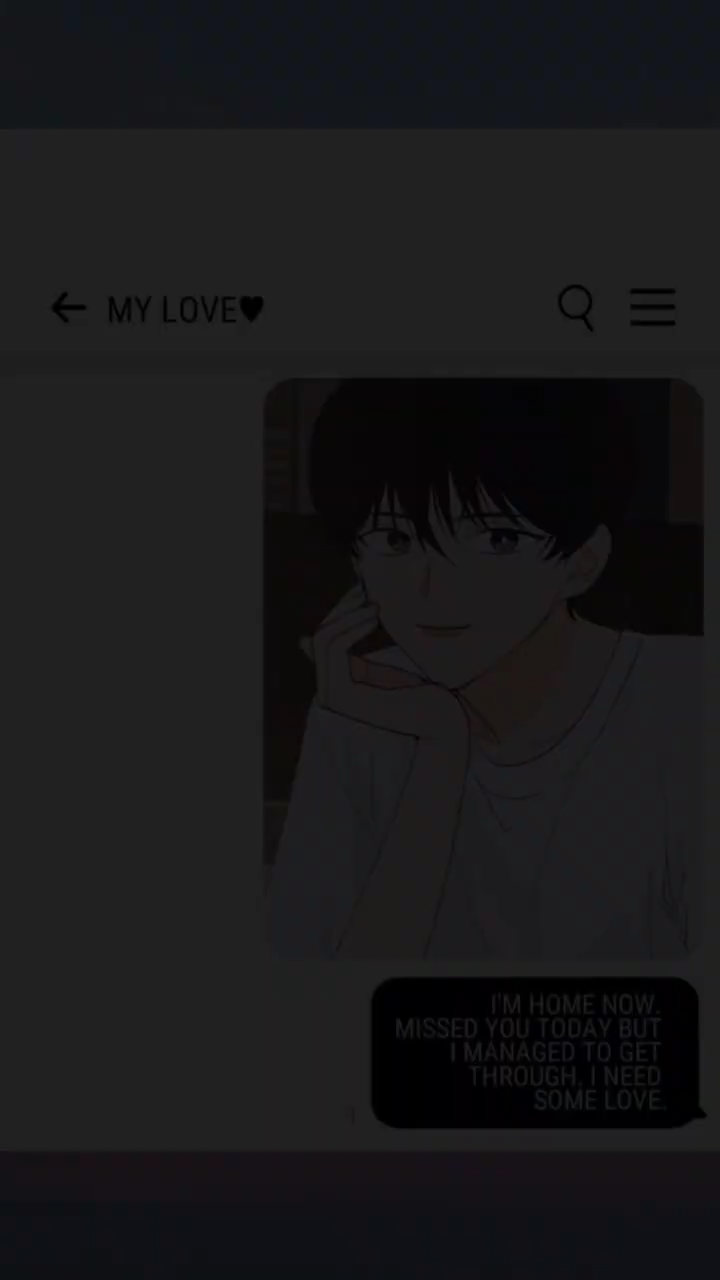 MY LOVE♥
I'M HOME NOW.
MISSED YOU TODAY BUT
I MANAGED TO GET
THROUGH. I NEED
SOME LOVE.